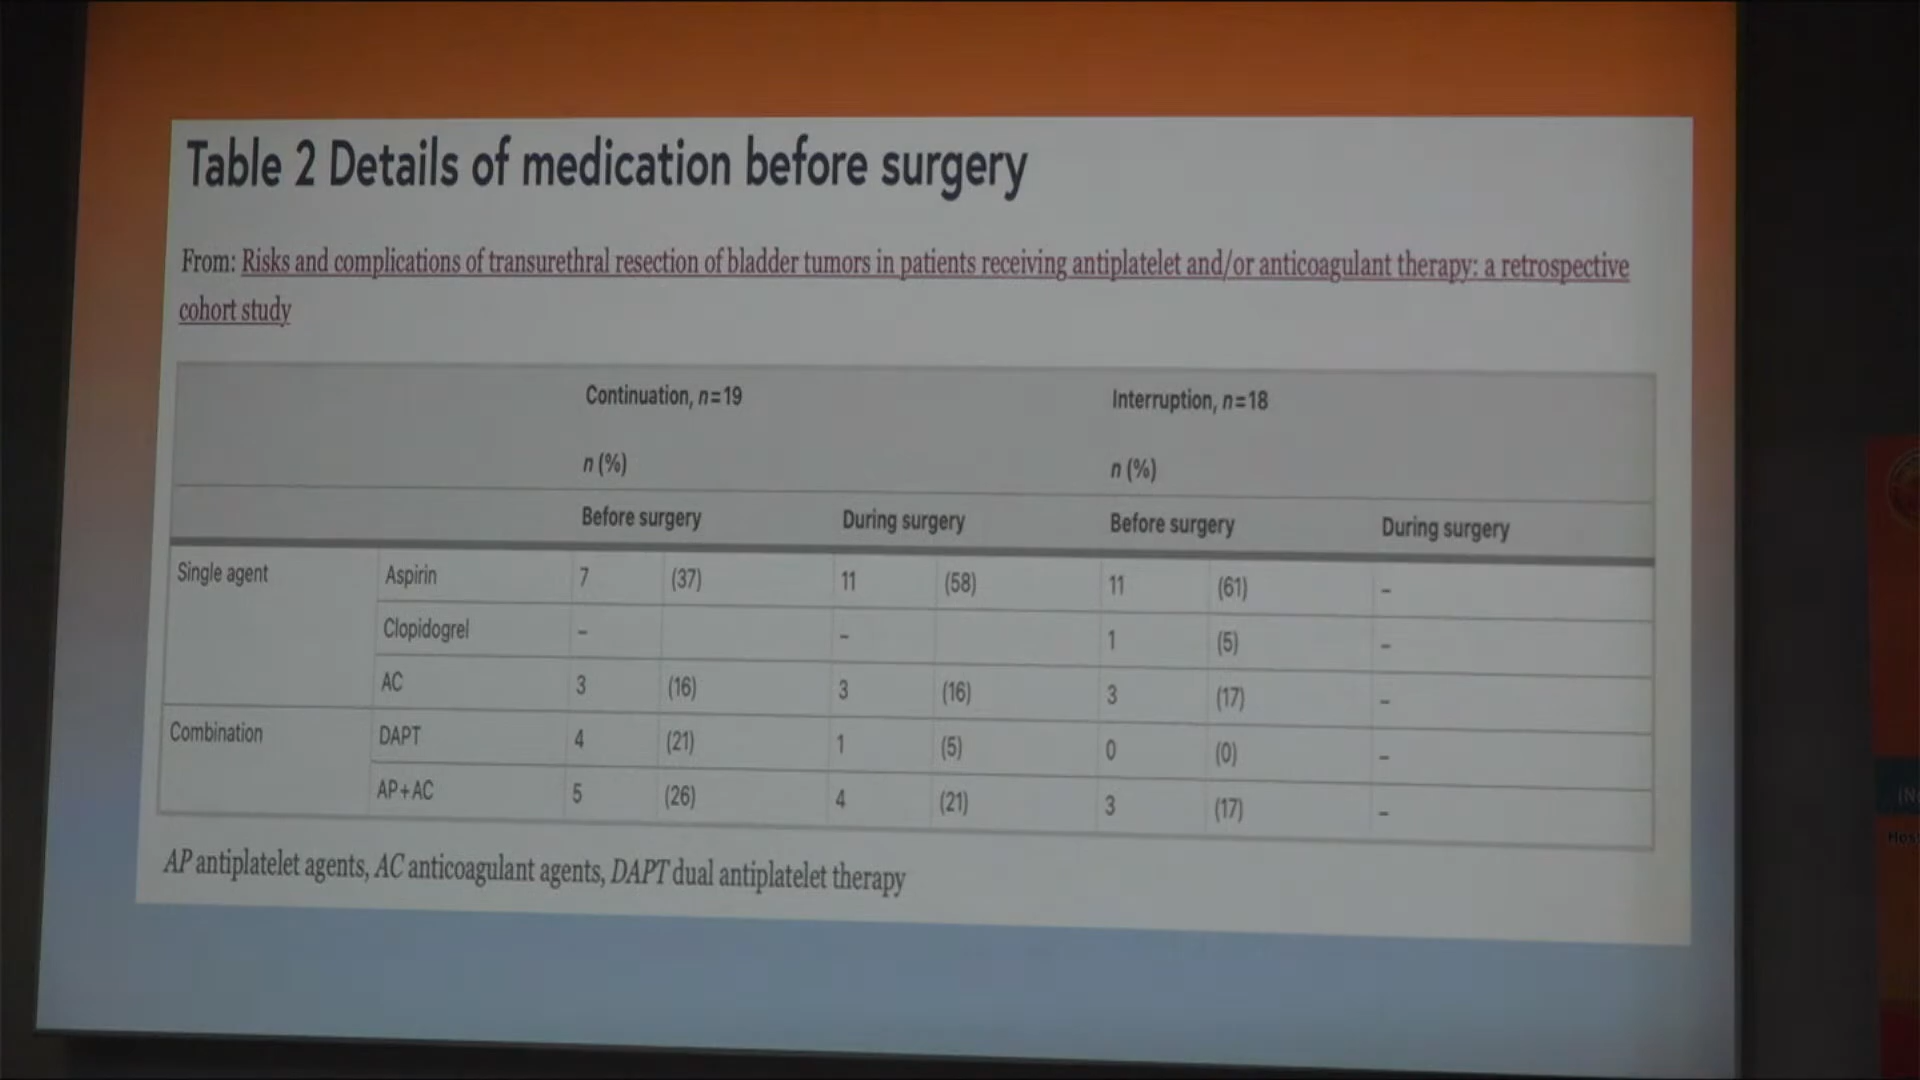 Table 2 Details of medication before surgery
From: Risks and complications of transurethral resection of bladder tumors in patients receiving antiplatelet and/or anticoagulant therapy: a retrospective
cohort study
Continuation, n=19 Interruption, n=18
n (%) n (%)
Before surgery During surgery Before surgery During surgery
Single agent Aspirin 7 (37) 11 (58) 11 (61) –
Clopidogrel – – 1 (5) –
AC 3 (16) 3 (16) 3 (17) –
Combination DAPT 4 (21) 1 (5) 0 (0) –
AP+AC 5 (26) 4 (21) 3 (17) –
AP antiplatelet agents, AC anticoagulant agents, DAPT dual antiplatelet therapy